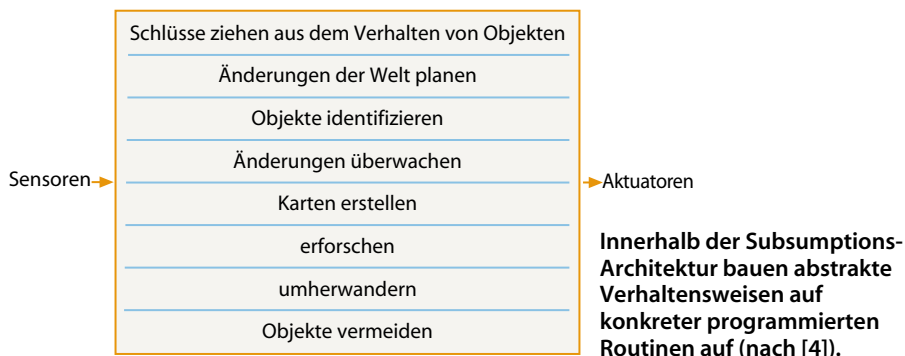 Schlüsse ziehen aus dem Verhalten von Objekten
Änderungen der Welt planen
Objekte identifizieren
Änderungen überwachen
Sensoren
Aktuatoren
Karten erstellen
erforschen
umherwandern
Objekte vermeiden
Innerhalb der Subsumptions-
Architektur bauen abstrakte
Verhaltensweisen auf
konkreter programmierten
Routinen auf (nach [4]).